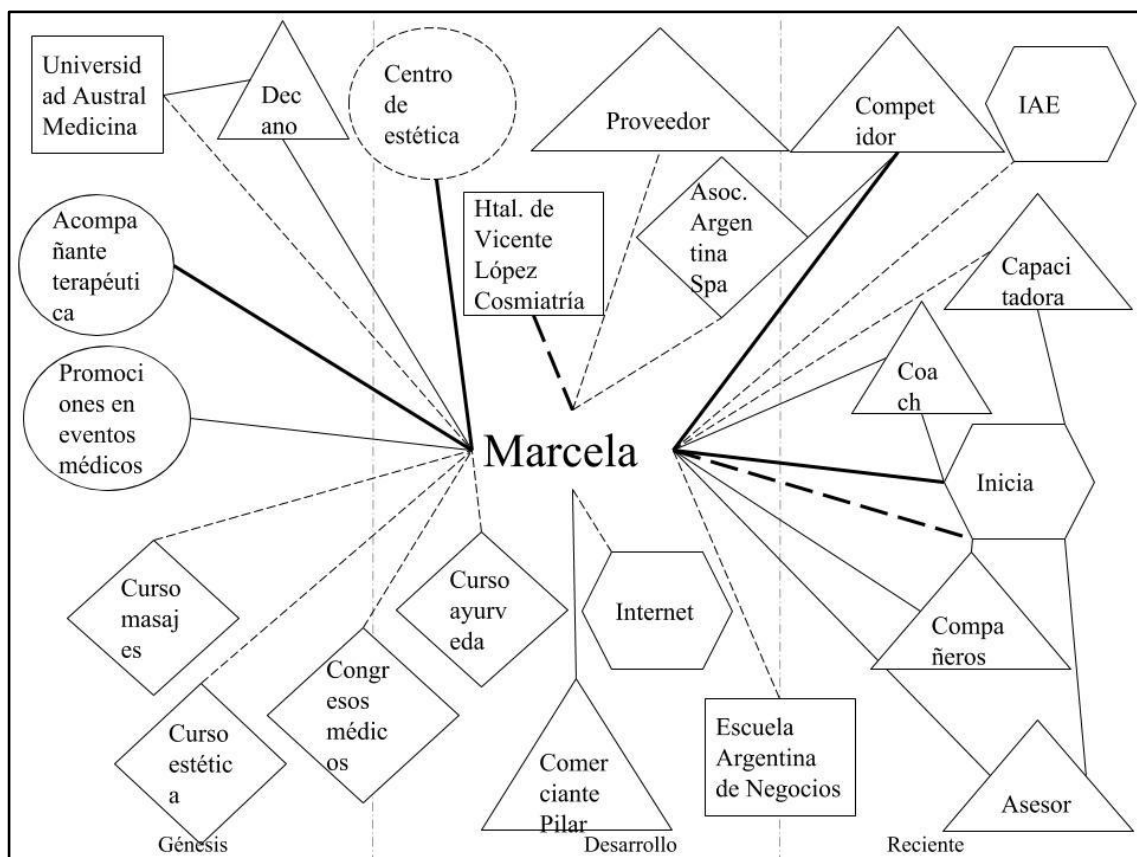 Universid
ad Austral
Medicina
Dec
ano
Centro
de
estética
Proveedor
Compet
idor
IAE
Acompa
ñante
terapéuti
ca
Htal. de
Vicente
López
Cosmiatría
Asoc.
Argen
tina
Spa
Capaci
tadora
Promoci
ones en
eventos
médicos
Coa
ch
Marcela
Inicia
Curso
masaj
es
Curso
ayurv
eda
Internet
Compa
ñeros
Congr
esos
médic
os
Curso
estétic
a
Comer
ciante
Pilar
Escuela
Argentina
de Negocios
Asesor
Génesis
Desarrollo
Reciente